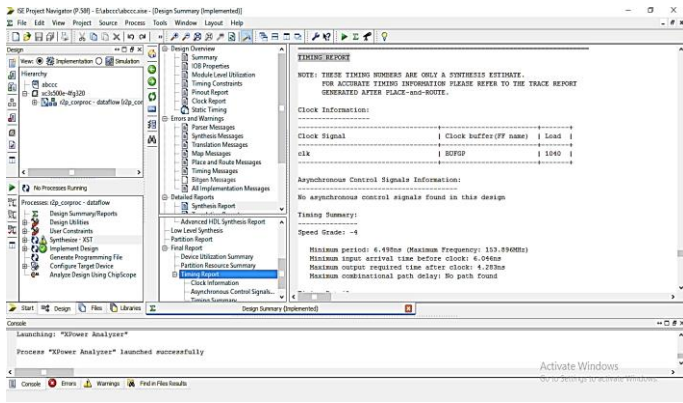 ISE Project Navigator (P.58f) - E:\abccc\abccc.xise - [Design Summary (Implemented)]
File Edit View Project Source Process Tools Window Layout Help
Design
View: Implementation Simulation
Hierarchy
abccc
xc3s500e-4fg320
r2p_corproc - dataflow (r2p_cor
No Processes Running
Processes: r2p_corproc - dataflow
Design Summary/Reports
Design Utilities
User Constraints
Synthesize - XST
Implement Design
Generate Programming File
Configure Target Device
Analyze Design Using ChipScope
Start Design Files Libraries
Design Overview
Summary
IOB Properties
Module Level Utilization
Timing Constraints
Pinout Report
Clock Report
Static Timing
Errors and Warnings
Parser Messages
Synthesis Messages
Translation Messages
Map Messages
Place and Route Messages
Timing Messages
Bitgen Messages
All Implementation Messages
Detailed Reports
Synthesis Report
Advanced HDL Synthesis Report
Low Level Synthesis
Partition Report
Final Report
Device Utilization Summary
Partition Resource Summary
Timing Report
Clock Information
Asynchronous Control Signals...
Timing Summary
Design Summary (Implemented)
TIMING REPORT
NOTE: THESE TIMING NUMBERS ARE ONLY A SYNTHESIS ESTIMATE.
FOR ACCURATE TIMING INFORMATION PLEASE REFER TO THE TRACE REPORT
GENERATED AFTER PLACE-and-ROUTE.
Clock Information:
Clock Signal | Clock buffer(FF name) | Load |
clk | BUFGP | 1040 |
Asynchronous Control Signals Information:
No asynchronous control signals found in this design
Timing Summary:
Speed Grade: -4
Minimum period: 6.498ns (Maximum Frequency: 153.896MHz)
Minimum input arrival time before clock: 6.046ns
Maximum output required time after clock: 4.283ns
Maximum combinational path delay: No path found
Console
Launching: "XPower Analyzer"
Process "XPower Analyzer" launched successfully
Activate Windows
Go to Settings to activate Windows.
Console Errors Warnings Find in Files Results